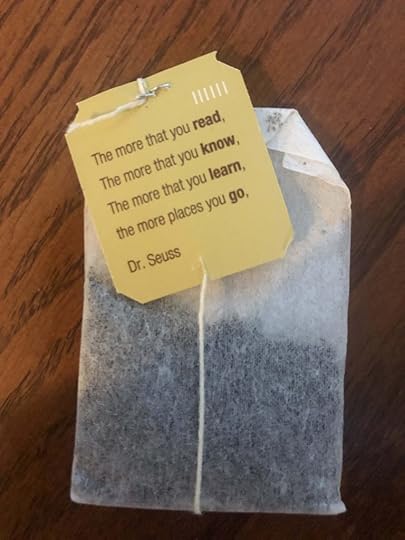 The more that you read,
The more that you know,
The more that you learn,
the more places you go,
Dr. Seuss